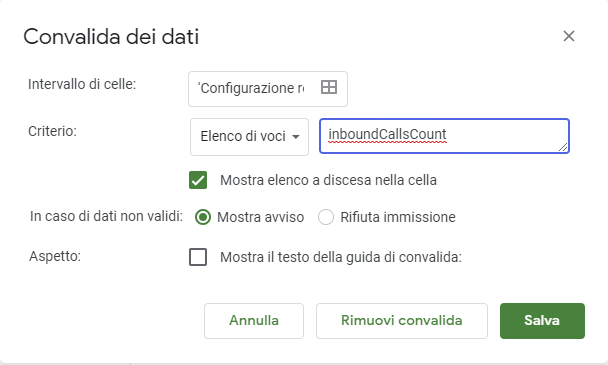 Convalida dei dati
Intervallo di celle: 'Configurazione r
Criterio: Elenco di voci inboundCallsCount
Mostra elenco a discesa nella cella
In caso di dati non validi: Mostra avviso Rifiuta immissione
Aspetto: Mostra il testo della guida di convalida:
Annulla Rimuovi convalida Salva